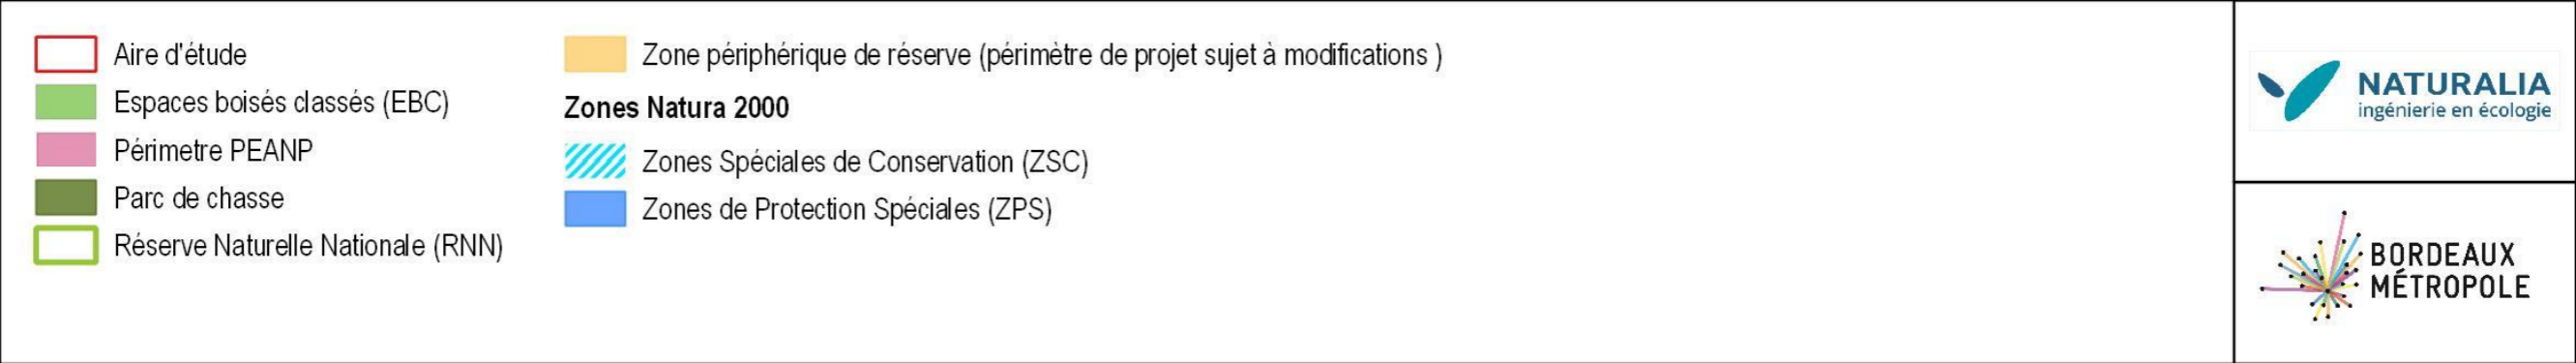 Aire d'étude
Espaces boisés classés (EBC)
Périmetre PEANP
Parc de chasse
Réserve Naturelle Nationale (RNN)
Zone périphérique de réserve (périmètre de projet sujet à modifications )
Zones Natura 2000
Zones Spéciales de Conservation (ZSC)
Zones de Protection Spéciales (ZPS)
NATURALIA
ingénierie en écologie
BORDEAUX
MÉTROPOLE